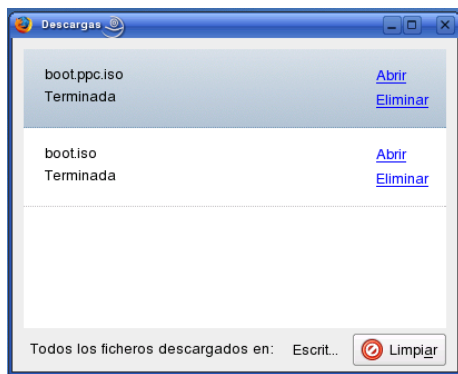 Descargas
boot.ppc.iso
Abrir
Terminada
Eliminar
boot.iso
Abrir
Terminada
Eliminar
Todos los ficheros descargados en: Escrit... Limpiar